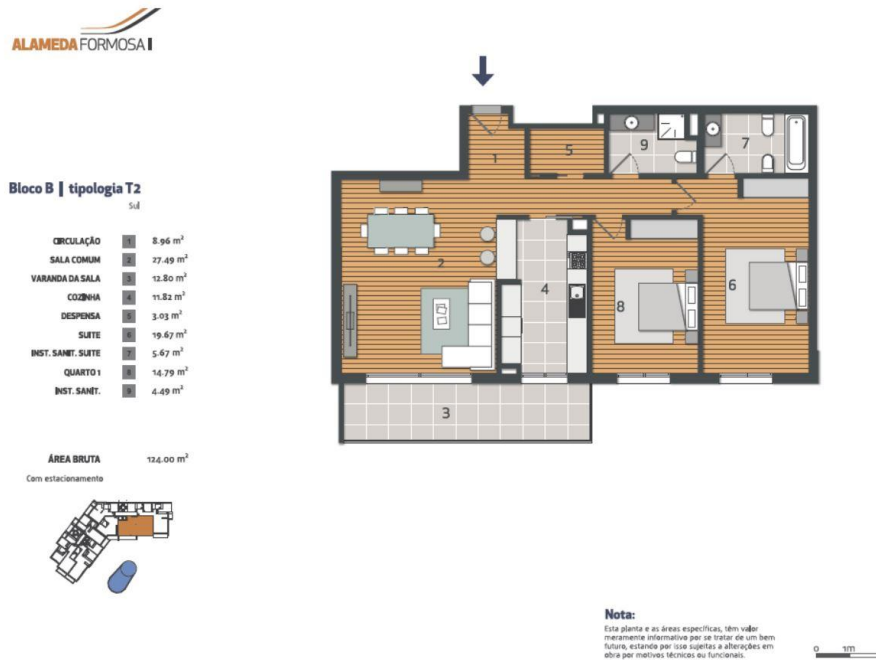 ALAMEDA FORMOSA II
Bloco B | tipologia T2
Sul
CIRCULAÇÃO 1 8.96 m²
SALA COMUM 2 27.49 m²
VARANDA DA SALA 3 12.80 m²
COZINHA 4 11.82 m²
DESPENSA 5 3.03 m²
SUITE 6 19.67 m²
INST. SANIT. SUITE 7 5.67 m²
QUARTO 1 8 14.79 m²
INST. SANIT. 9 4.49 m²
ÁREA BRUTA 124.00 m²
Com estacionamento
1
5
9
7
2
4
8
6
3
Nota:
Esta planta e as áreas específicas, têm valor
meramente informativo por se tratar de um bem
futuro, estando por isso sujeitas a alterações em
obra por motivos técnicos ou funcionais.
0 1m